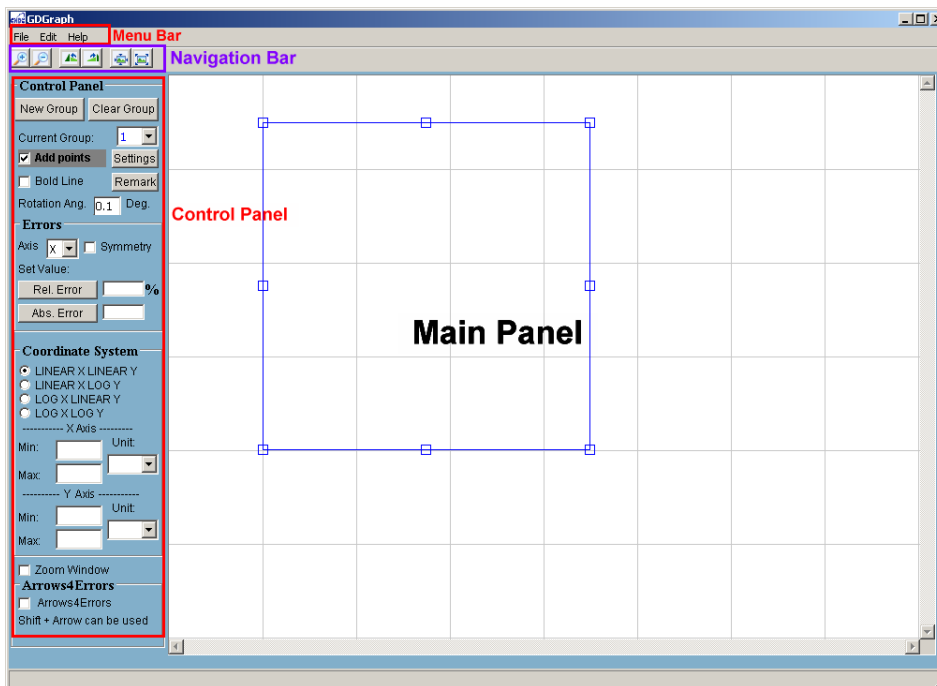 GDGraph
File Edit Help Menu Bar
Navigation Bar
Control Panel
New Group Clear Group
Current Group: 1
Add points Settings
Bold Line Remark
Rotation Ang. 0.1 Deg.
Control Panel
Errors
Axis X Symmetry
Set Value:
Rel. Error %
Abs. Error
Main Panel
Coordinate System
LINEAR X LINEAR Y
LINEAR X LOG Y
LOG X LINEAR Y
LOG X LOG Y
----------- X Axis ---------
Min: Unit:
Max:
---------- Y Axis -----------
Min: Unit:
Max:
Zoom Window
Arrows4Errors
Arrows4Errors
Shift + Arrow can be used